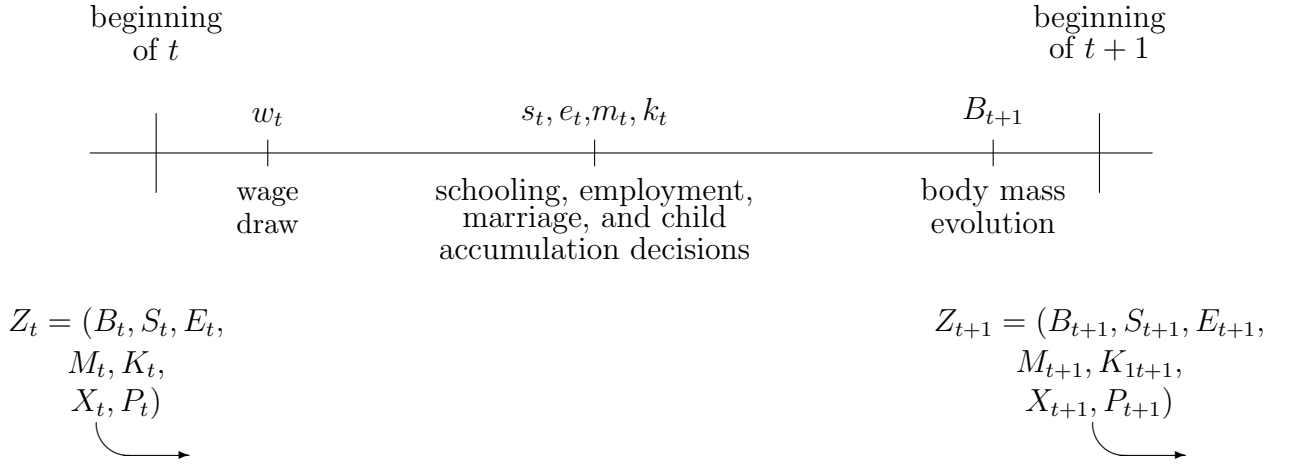 beginning
of t
beginning
of t + 1
w_t
s_t, e_t,m_t, k_t
B_{t+1}
wage
draw
schooling, employment,
marriage, and child
accumulation decisions
body mass
evolution
Z_t = (B_t, S_t, E_t,
M_t, K_t,
X_t, P_t)
Z_{t+1} = (B_{t+1}, S_{t+1}, E_{t+1},
M_{t+1}, K_{1t+1},
X_{t+1}, P_{t+1})